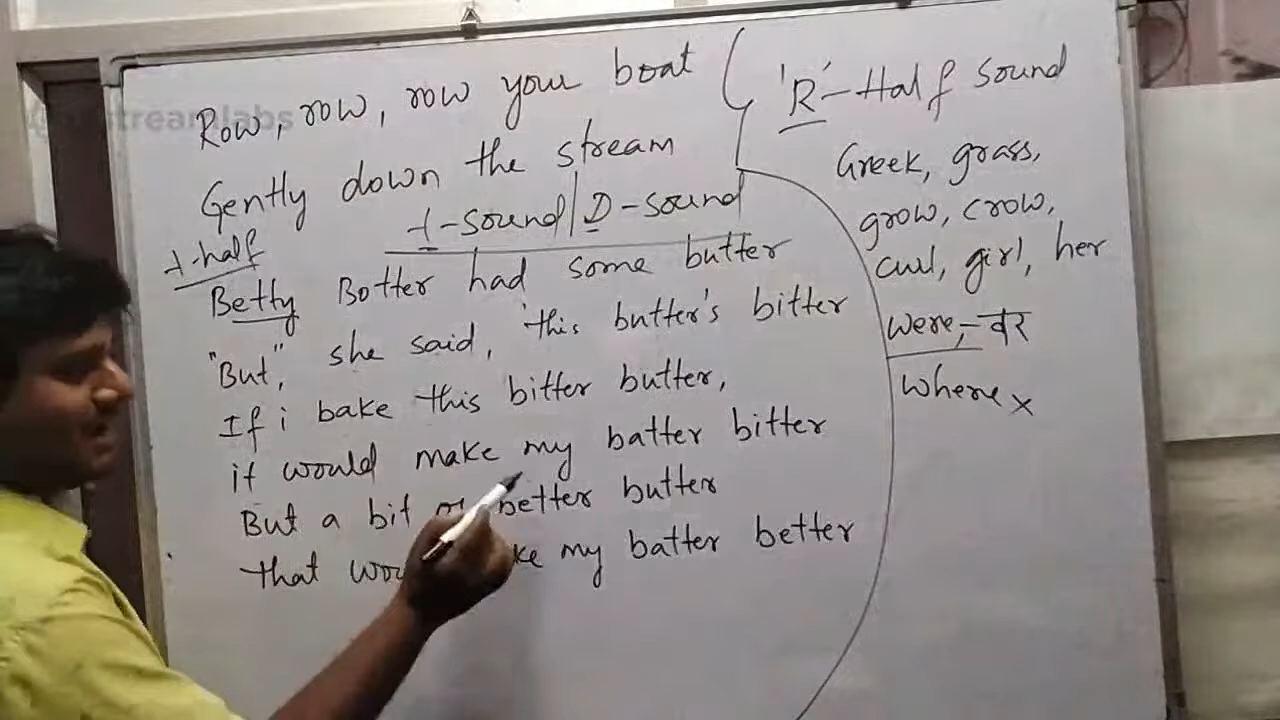 Row, row, row your boat
Gently down the stream
t-sound/D-sound
t-half
Betty Botter had some butter
"But", she said, 'this butter's bitter
If i bake this bitter butter,
it would make my batter bitter
But a bit better butter
that my batter better
'R'-Half sound
Greek, grass,
grow, crow,
curl, girl, her
were,-वर
where x
streamlabs